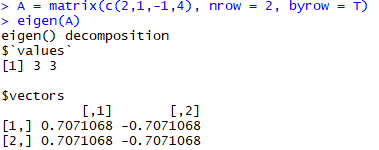 > A = matrix(c(2,1,-1,4), nrow = 2, byrow = T)
> eigen(A)
eigen() decomposition
$`values`
[1] 3 3

$vectors
          [,1]       [,2]
[1,] 0.7071068 -0.7071068
[2,] 0.7071068 -0.7071068